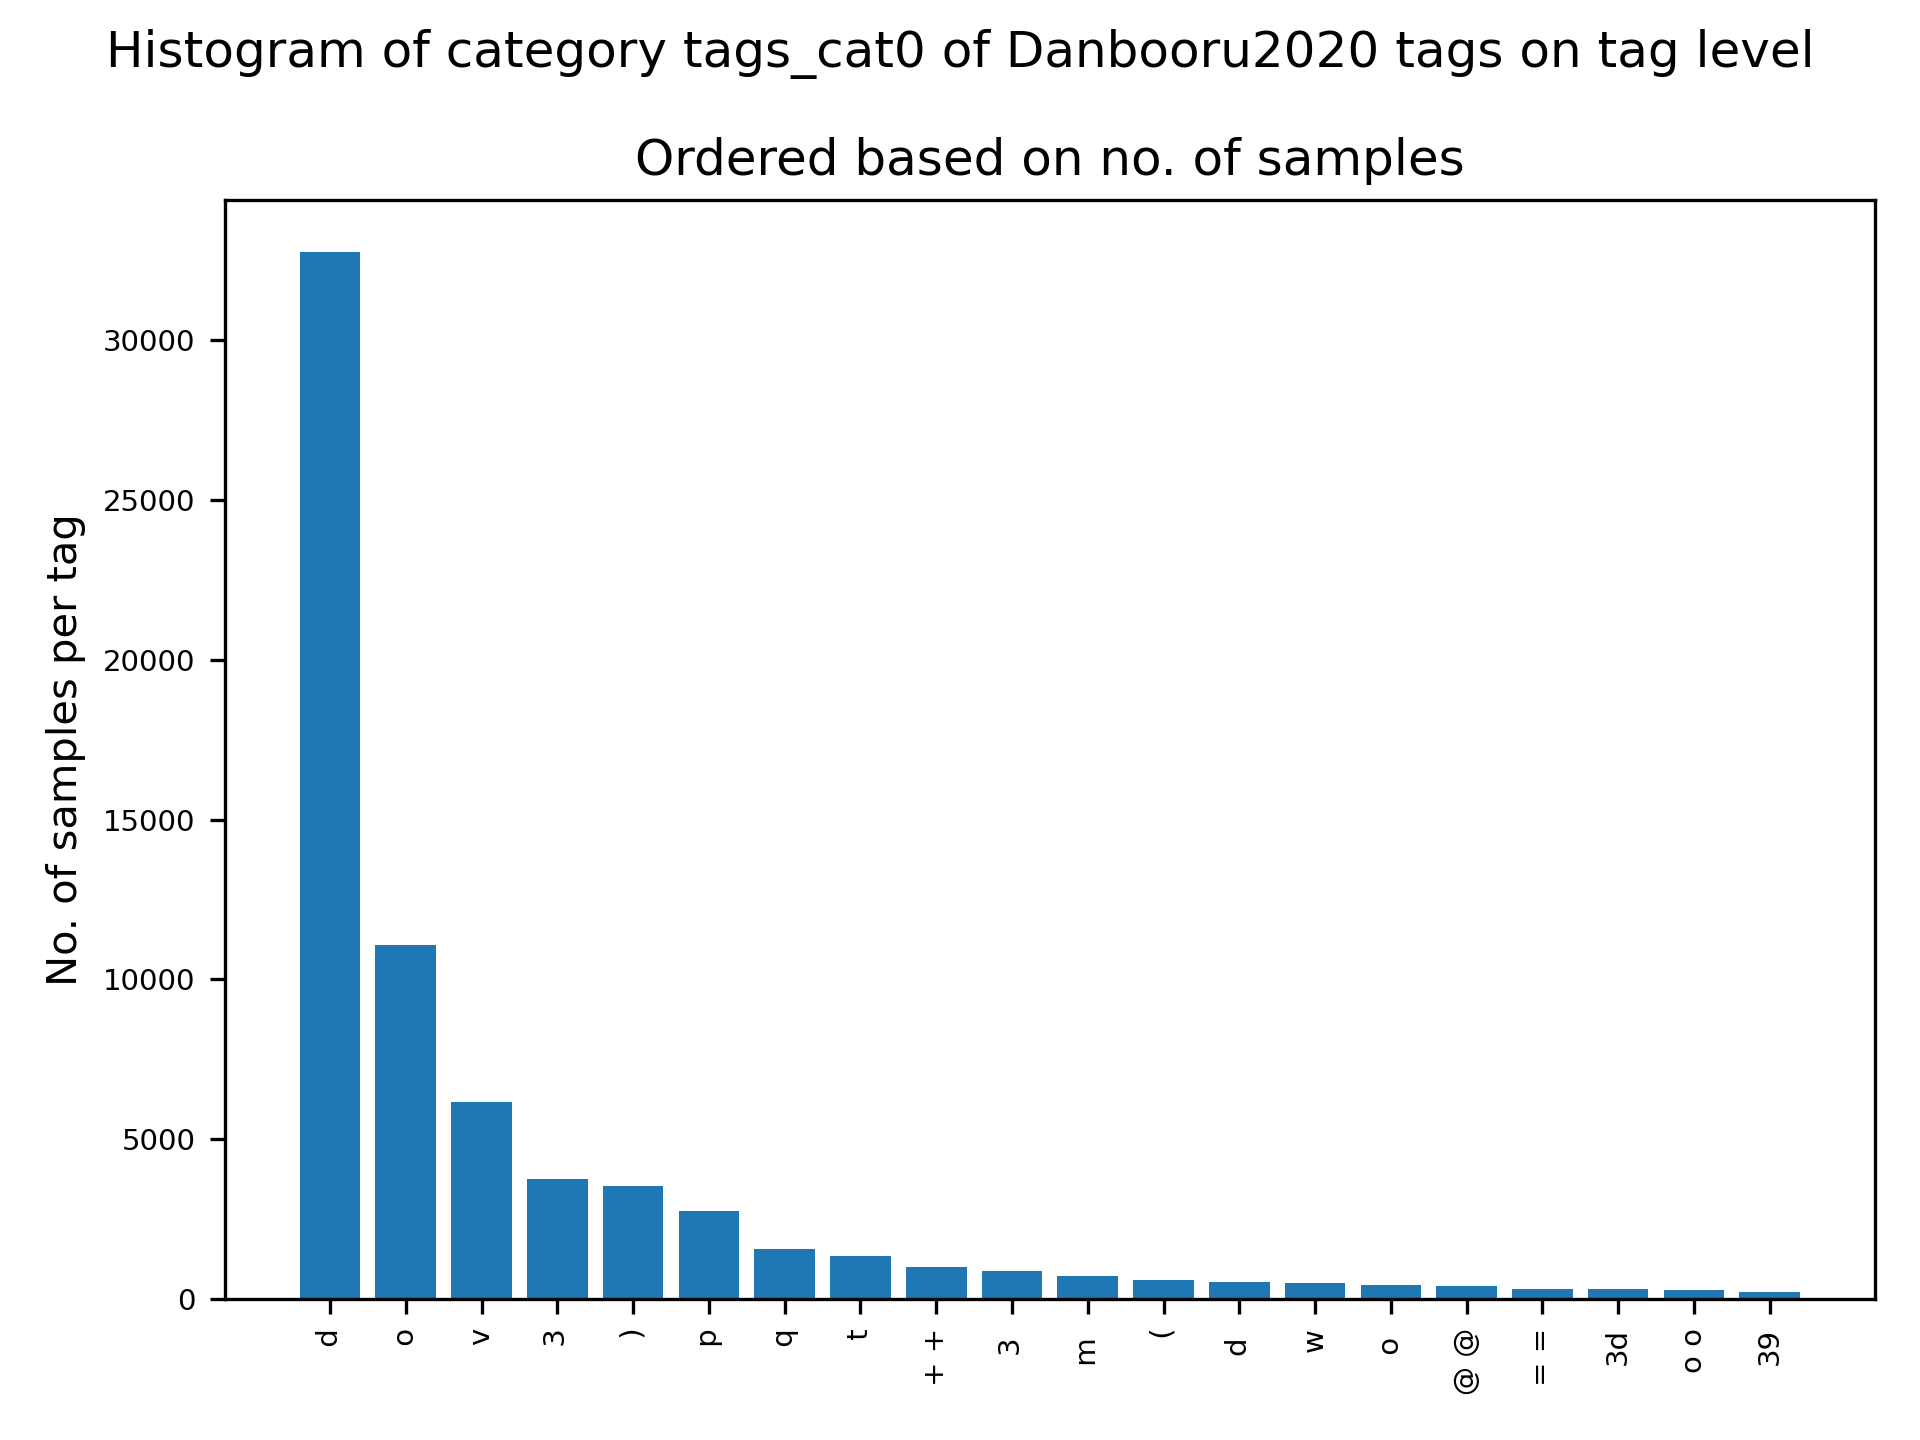 Histogram of category tags_cat0 of Danbooru2020 tags on tag level
Ordered based on no. of samples
No. of samples per tag
30000
25000
20000
15000
10000
5000
0
d
o
v
3
)
p
q
t
+ +
3
m
(
d
w
o
@ @
= =
3d
o o
39